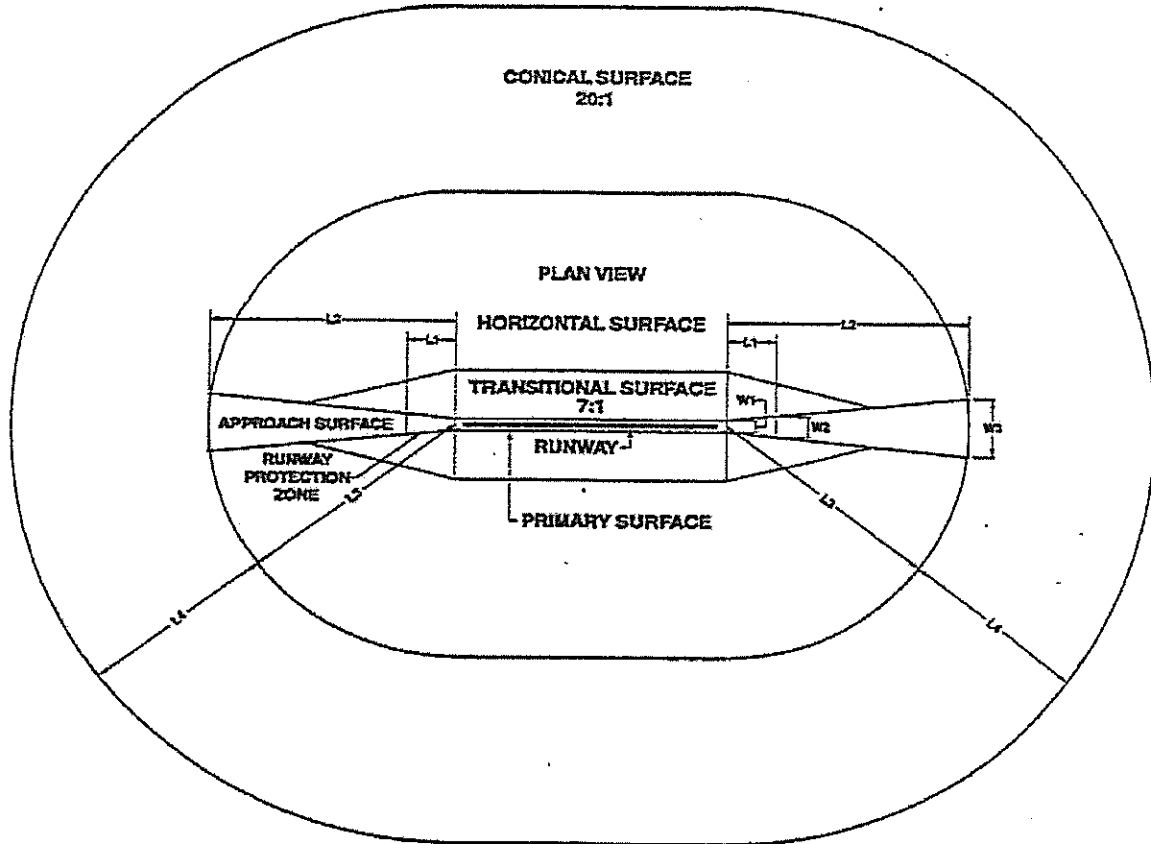 CONICAL SURFACE
20:1
PLAN VIEW
HORIZONTAL SURFACE
L2
L2
L1
L1
TRANSITIONAL SURFACE
7:1
W1
W2
W3
APPROACH SURFACE
RUNWAY
RUNWAY
PROTECTION
ZONE
L3
L3
PRIMARY SURFACE
L4
L4